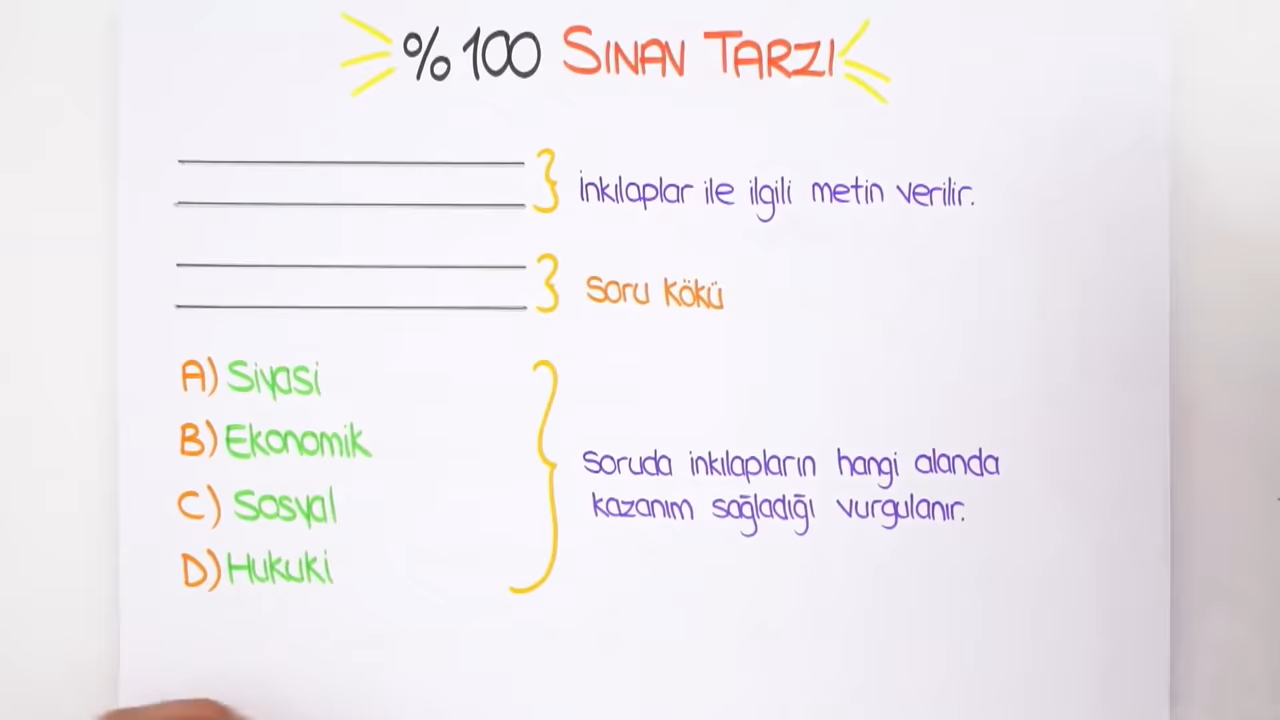 %100 SINAV TARZI
İnkılaplar ile ilgili metin verilir.
Soru Kökü
A) Siyasi
B) Ekonomik
C) Sosyal
D) Hukuki
Soruda inkılapların hangi alanda
kazanım sağladığı vurgulanır.